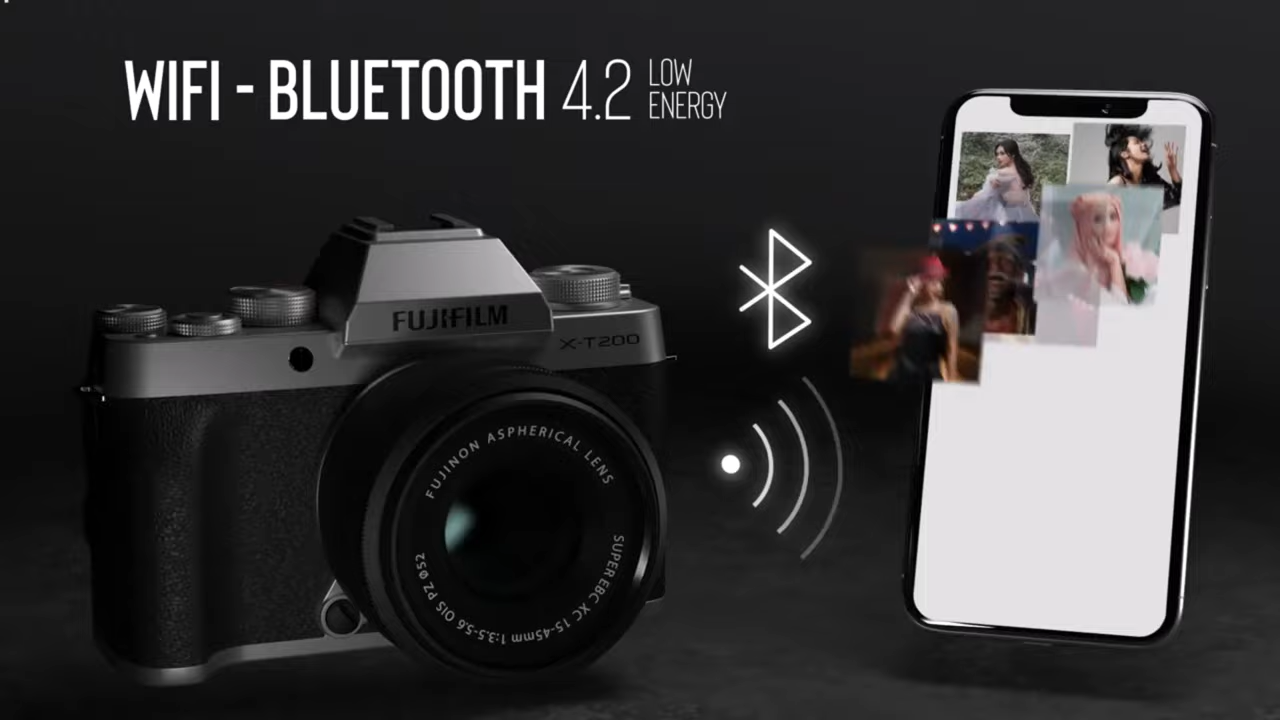 WIFI - BLUETOOTH 4.2 LOW ENERGY
FUJIFILM
X-T200
FUJINON ASPHERICAL LENS
SUPER EBC XC 15-45mm 1:3.5-5.6 OIS PZ Ø52